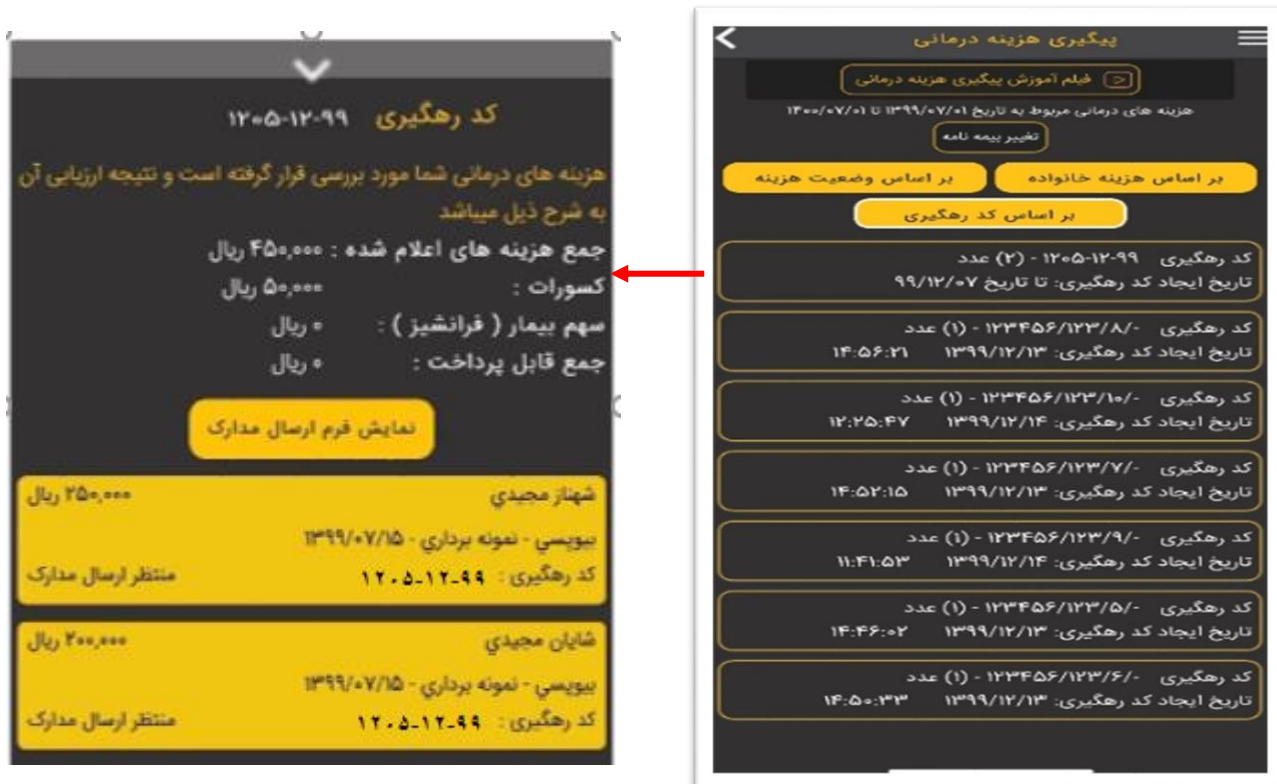 پیگیری هزینه درمانی
فیلم آموزش پیگیری هزینه درمانی
هزینه های درمانی مربوط به تاریخ ۱۳۹۹/۰۷/۰۱ تا ۱۴۰۰/۰۷/۰۱
تغییر بیمه نامه
بر اساس هزینه خانواده
بر اساس وضعیت هزینه
بر اساس کد رهگیری
کد رهگیری ۹۹-۱۲-۱۲۰۵ - (۲) عدد
تاریخ ایجاد کد رهگیری: تا تاریخ ۹۹/۱۲/۰۷
کد رهگیری -/۱۲۳۴۵۶/۱۲۳/۸ - (۱) عدد
تاریخ ایجاد کد رهگیری: ۱۳۹۹/۱۲/۱۳ ۱۴:۵۶:۲۱
کد رهگیری -/۱۲۳۴۵۶/۱۲۳/۱۰ - (۱) عدد
تاریخ ایجاد کد رهگیری: ۱۳۹۹/۱۲/۱۴ ۱۲:۲۵:۴۷
کد رهگیری -/۱۲۳۴۵۶/۱۲۳/۷ - (۱) عدد
تاریخ ایجاد کد رهگیری: ۱۳۹۹/۱۲/۱۳ ۱۴:۵۲:۱۵
کد رهگیری -/۱۲۳۴۵۶/۱۲۳/۹ - (۱) عدد
تاریخ ایجاد کد رهگیری: ۱۳۹۹/۱۲/۱۴ ۱۱:۴۱:۵۳
کد رهگیری -/۱۲۳۴۵۶/۱۲۳/۵ - (۱) عدد
تاریخ ایجاد کد رهگیری: ۱۳۹۹/۱۲/۱۳ ۱۴:۴۶:۰۲
کد رهگیری -/۱۲۳۴۵۶/۱۲۳/۶ - (۱) عدد
تاریخ ایجاد کد رهگیری: ۱۳۹۹/۱۲/۱۳ ۱۴:۵۰:۳۳
کد رهگیری ۹۹-۱۲-۱۲۰۵
هزینه های درمانی شما مورد بررسی قرار گرفته است و نتیجه ارزیابی آن
به شرح ذیل میباشد
جمع هزینه های اعلام شده : ۴۵۰,۰۰۰ ریال
کسورات : ۵۰,۰۰۰ ریال
سهم بیمار ( فرانشیز ) : ۰ ریال
جمع قابل پرداخت : ۰ ریال
نمایش فرم ارسال مدارک
شهناز مجیدي ۲۵۰,۰۰۰ ریال
بیوپسي - نمونه برداري - ۱۳۹۹/۰۷/۱۵
کد رهگیری : ۹۹-۱۲-۱۲۰۵ منتظر ارسال مدارک
شایان مجیدي ۲۰۰,۰۰۰ ریال
بیوپسي - نمونه برداري - ۱۳۹۹/۰۷/۱۵
کد رهگیری : ۹۹-۱۲-۱۲۰۵ منتظر ارسال مدارک